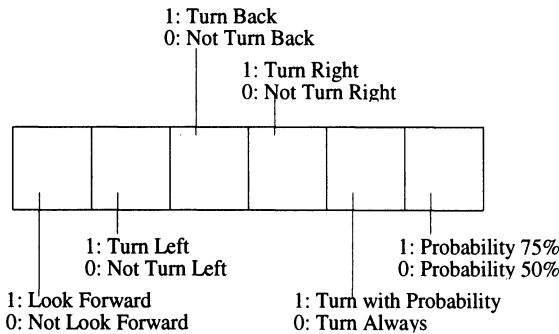 1: Turn Back
0: Not Turn Back
1: Turn Right
0: Not Turn Right
1: Turn Left
0: Not Turn Left
1: Probability 75%
0: Probability 50%
1: Look Forward
0: Not Look Forward
1: Turn with Probability
0: Turn Always